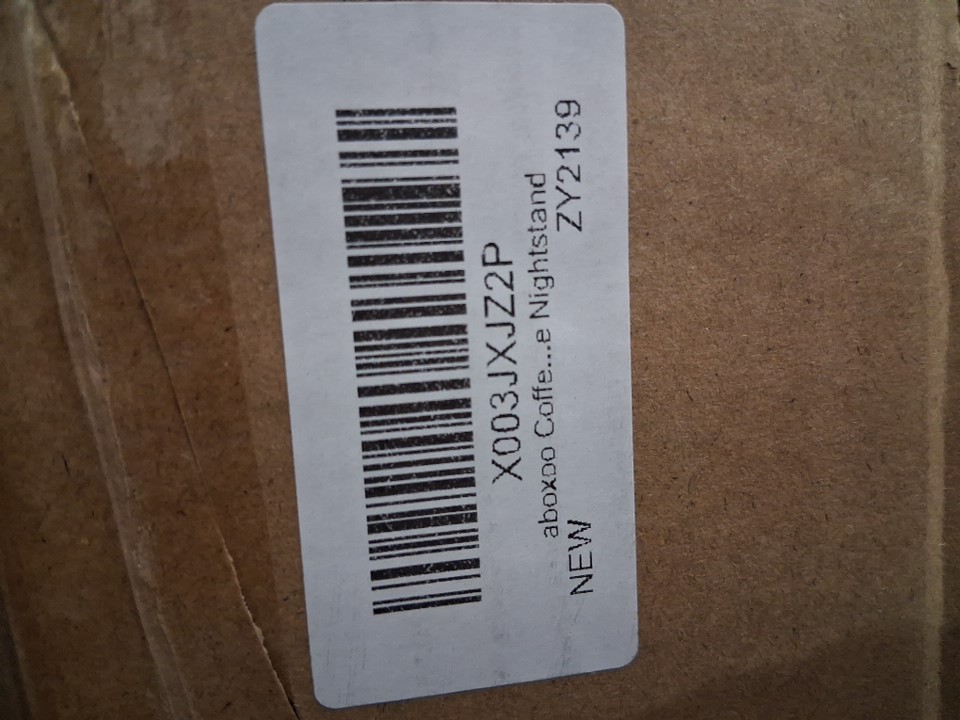 X003JXJZ2P
aboxoo Coffe...e Nightstand
NEW ZY2139